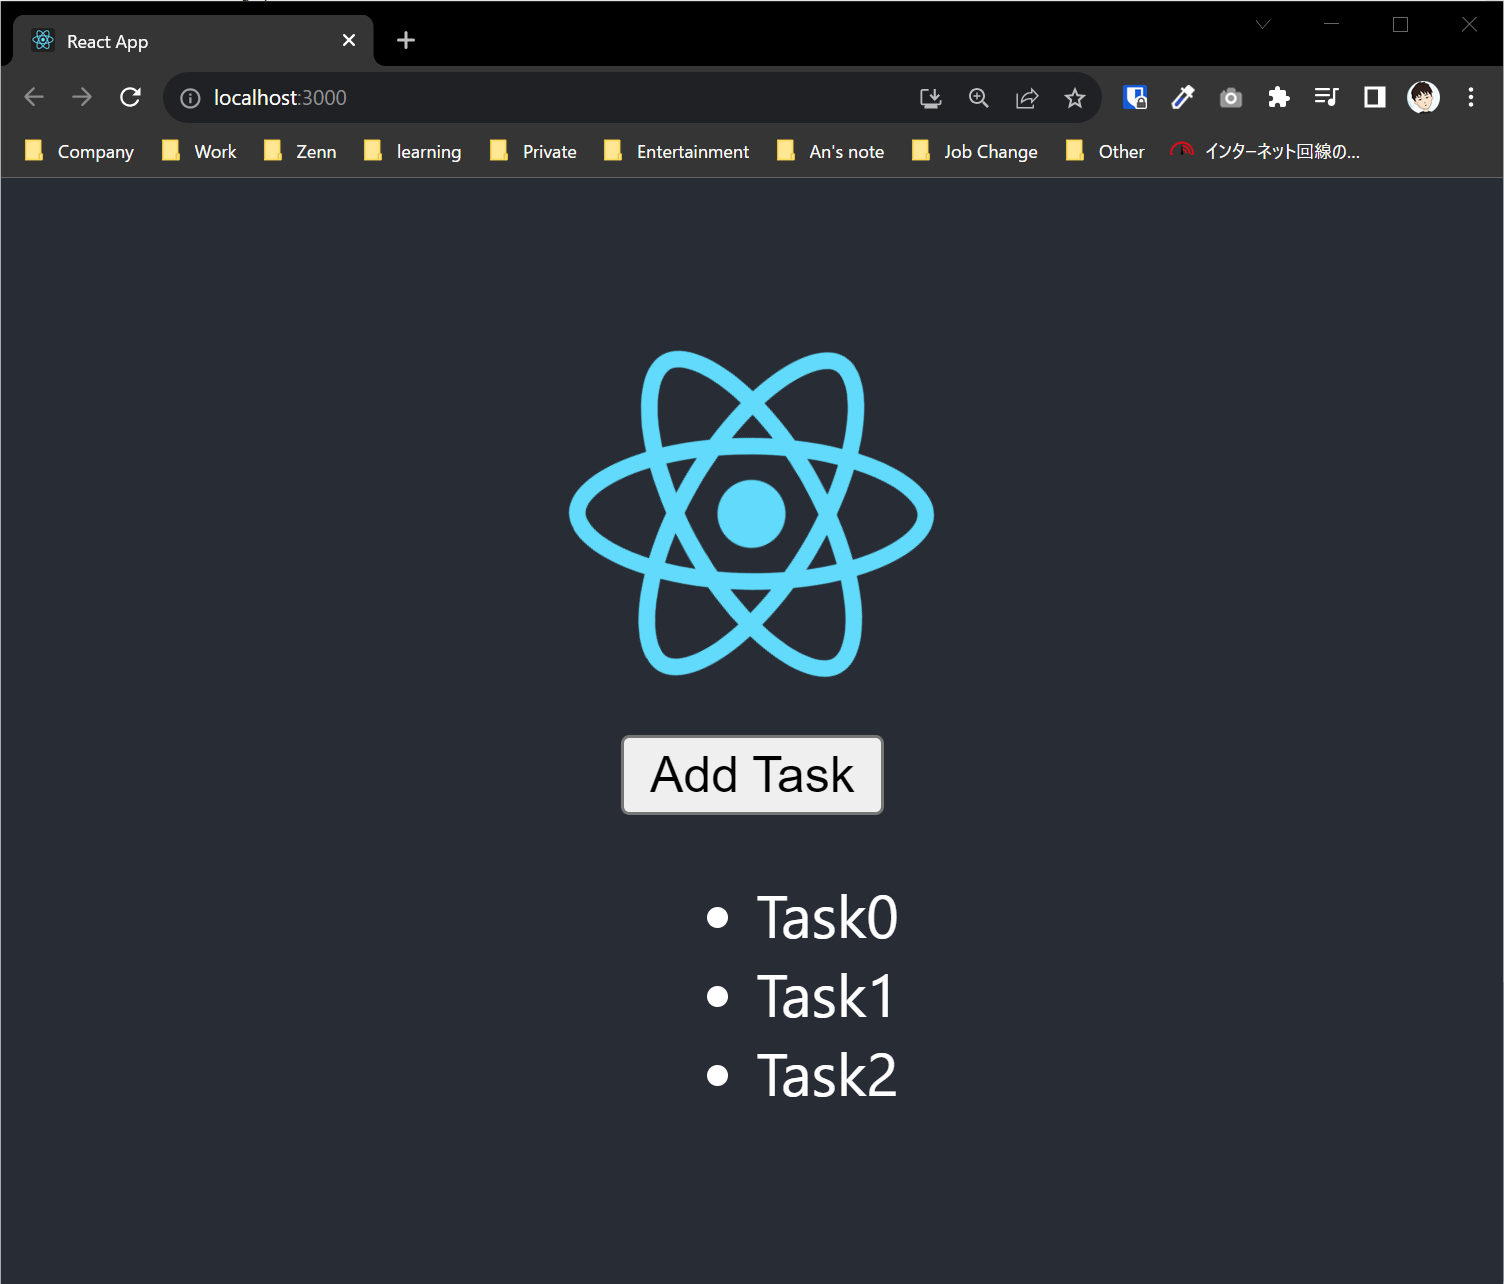 React App
localhost:3000
Company Work Zenn learning Private Entertainment An's note Job Change Other インターネット回線の...
Add Task
Task0
Task1
Task2